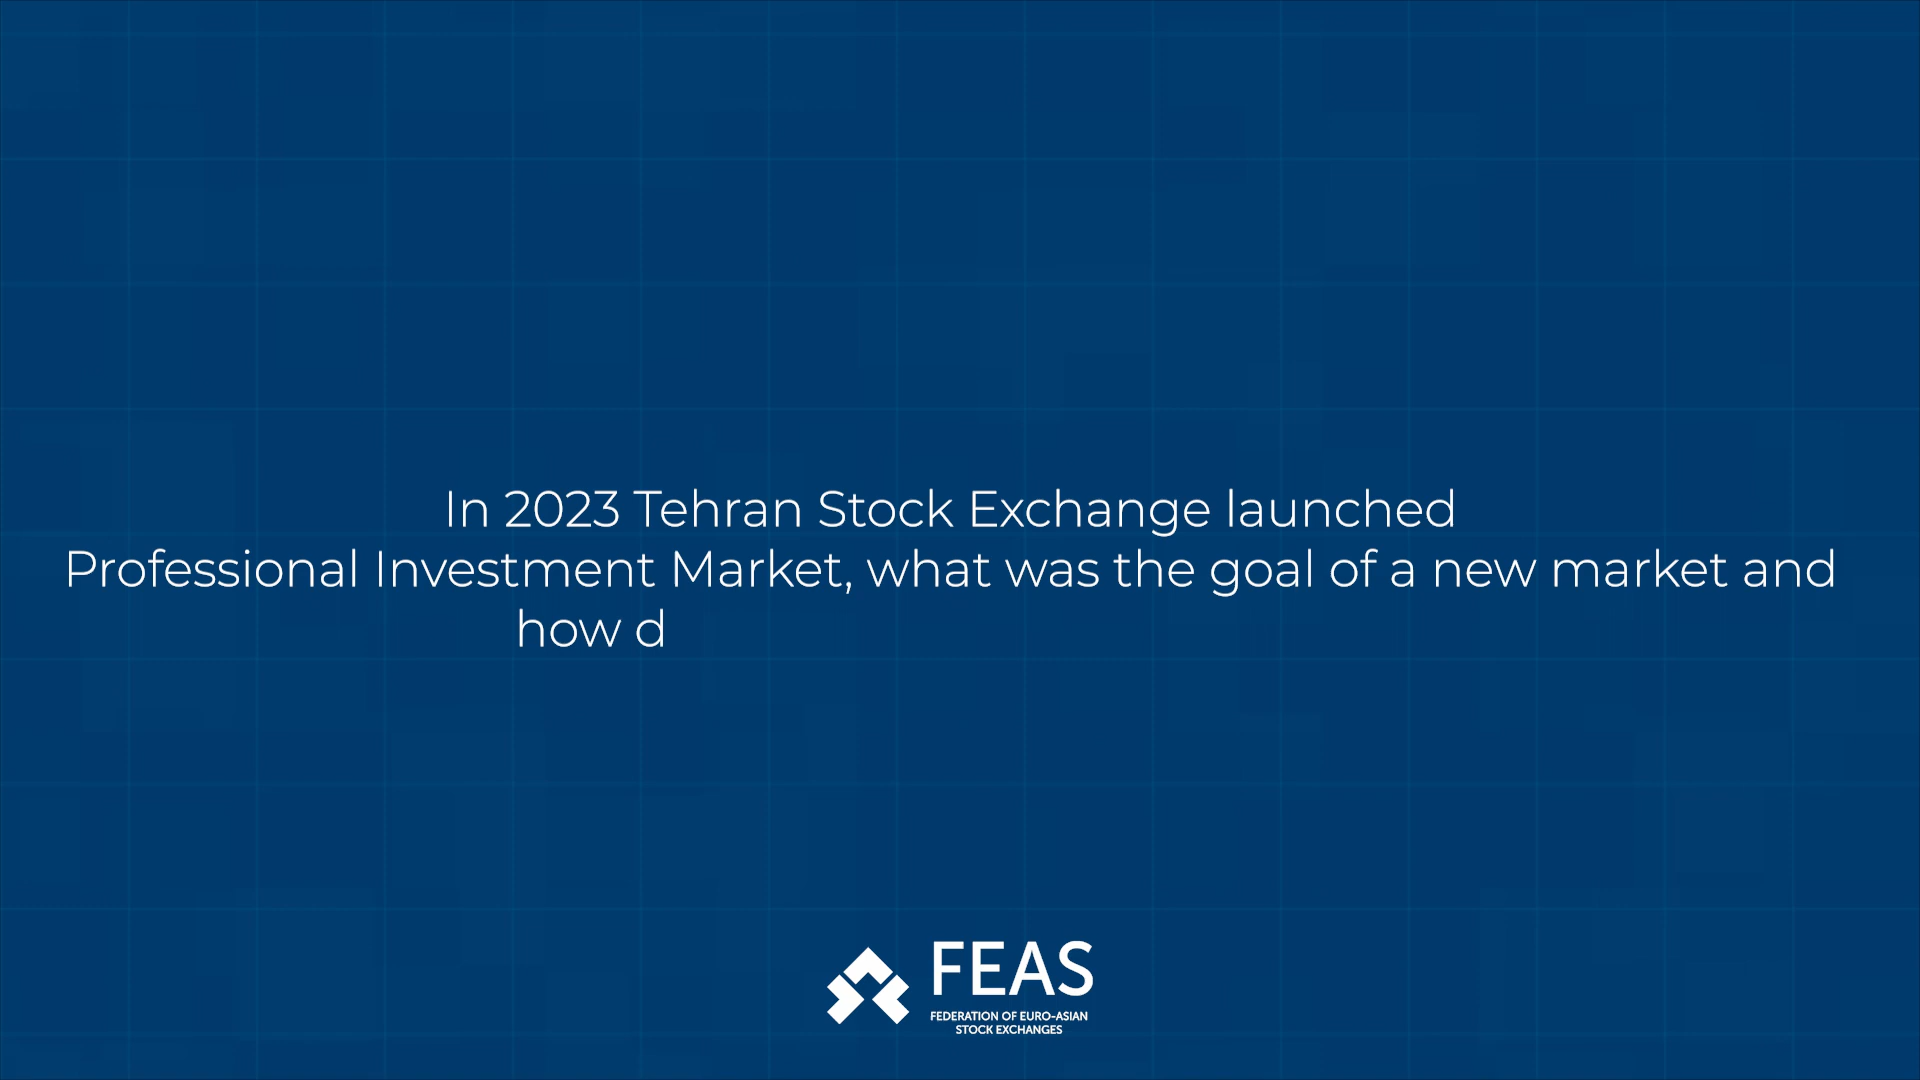 In 2023 Tehran Stock Exchange launched
Professional Investment Market, what was the goal of a new market and
how d
FEAS
FEDERATION OF EURO-ASIAN
STOCK EXCHANGES